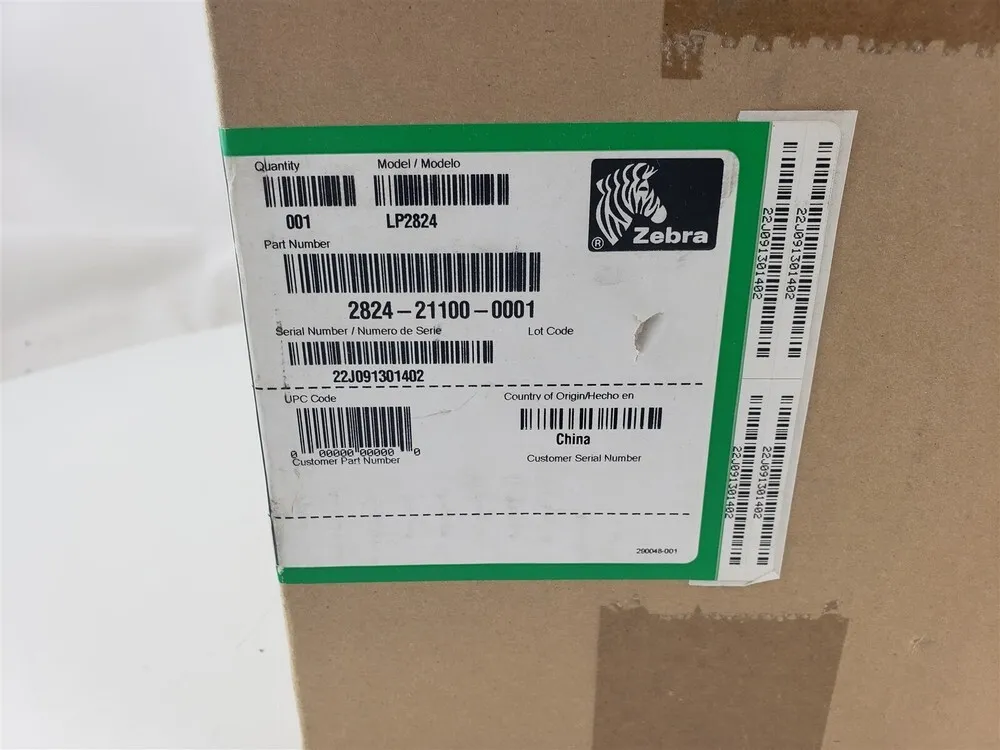 Quantity
Model / Modelo
001
LP2824
® Zebra
Part Number
2824-21100-0001
Serial Number / Numero de Serie
Lot Code
22J091301402
UPC Code
Country of Origin/Hecho en
0 00000 00000 0
China
Customer Part Number
Customer Serial Number
290048-001
22J091301402
22J091301402
22J091301402
22J091301402